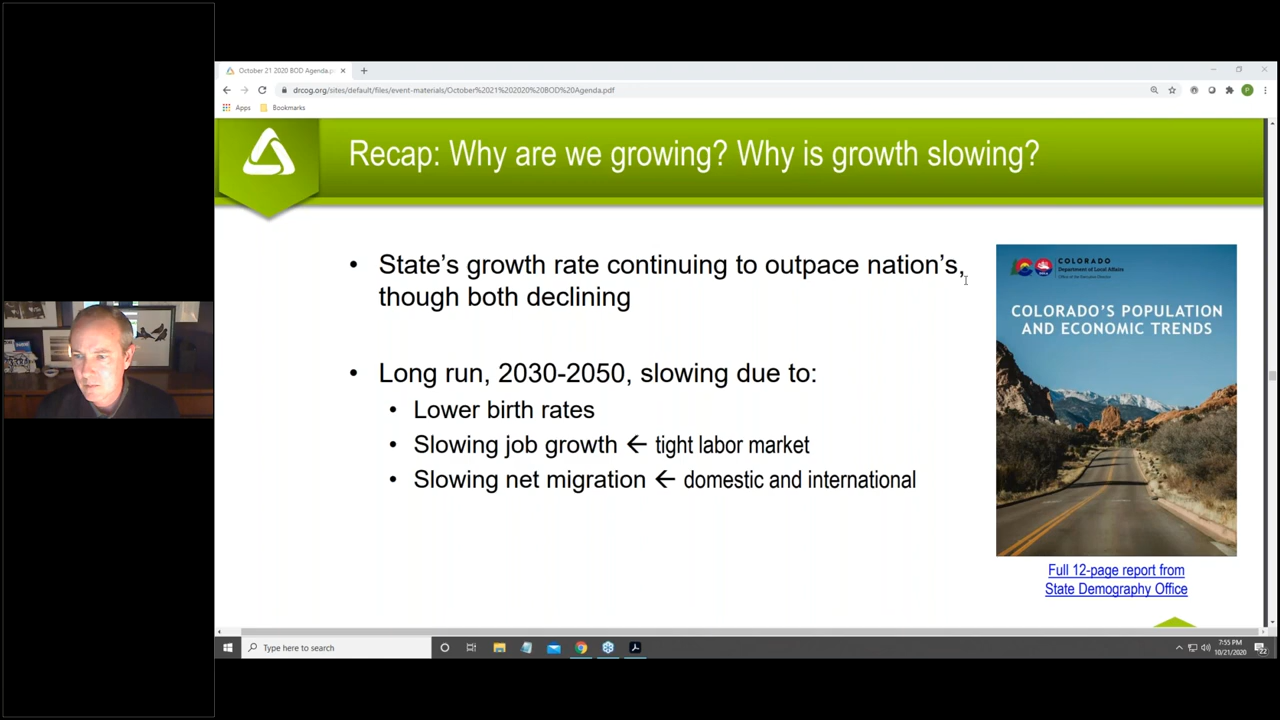 October 21 2020 BOD Agenda.p
drcog.org/sites/default/files/event-materials/October%2021%202020%20BOD%20Agenda.pdf
Apps
Bookmarks
P
Recap: Why are we growing? Why is growth slowing?
• State's growth rate continuing to outpace nation's,
though both declining
• Long run, 2030-2050, slowing due to:
• Lower birth rates
• Slowing job growth ← tight labor market
• Slowing net migration ← domestic and international
COLORADO
Department of Local Affairs
COLORADO'S POPULATION
AND ECONOMIC TRENDS
Full 12-page report from
State Demography Office
Type here to search
7:55 PM
10/21/2020
22